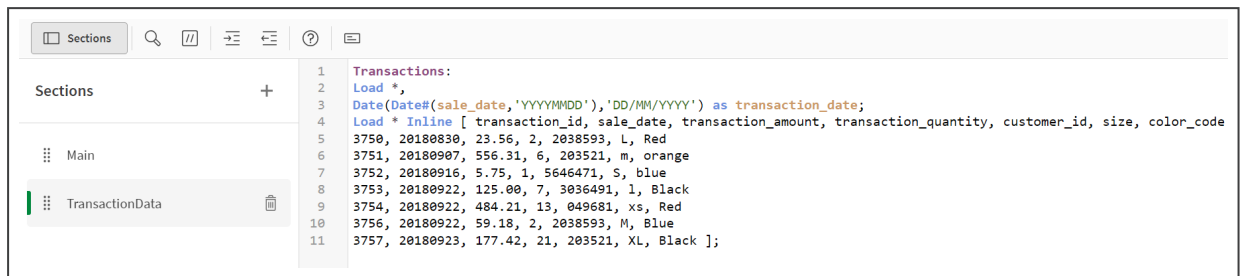 Sections
Sections +
Main
TransactionData
1 Transactions:
2 Load *,
3 Date(Date#(sale_date,'YYYYMMDD'),'DD/MM/YYYY') as transaction_date;
4 Load * Inline [ transaction_id, sale_date, transaction_amount, transaction_quantity, customer_id, size, color_code
5 3750, 20180830, 23.56, 2, 2038593, L, Red
6 3751, 20180907, 556.31, 6, 203521, m, orange
7 3752, 20180916, 5.75, 1, 5646471, S, blue
8 3753, 20180922, 125.00, 7, 3036491, l, Black
9 3754, 20180922, 484.21, 13, 049681, xs, Red
10 3756, 20180922, 59.18, 2, 2038593, M, Blue
11 3757, 20180923, 177.42, 21, 203521, XL, Black ];